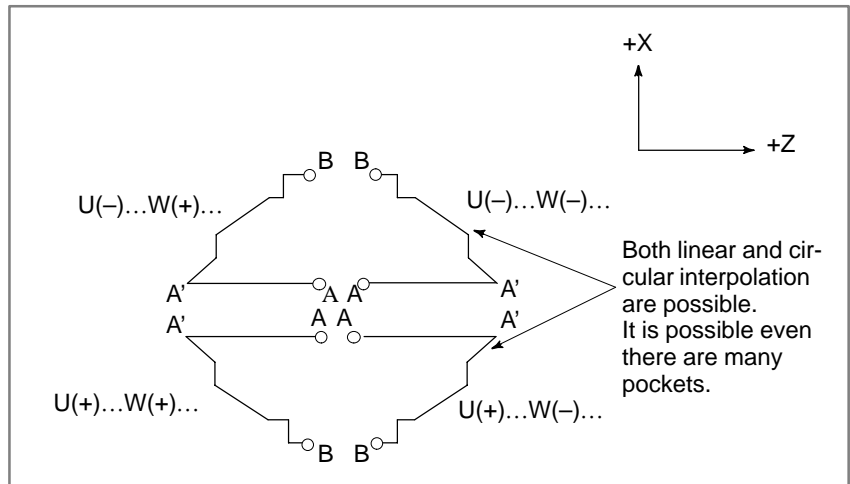 +X
+Z
B B
U(–)…W(+)…
U(–)…W(–)…
Both linear and cir-
cular interpolation
are possible.
It is possible even
there are many
pockets.
A' A A A'
A' A A A'
U(+)…W(+)…
U(+)…W(–)…
B B